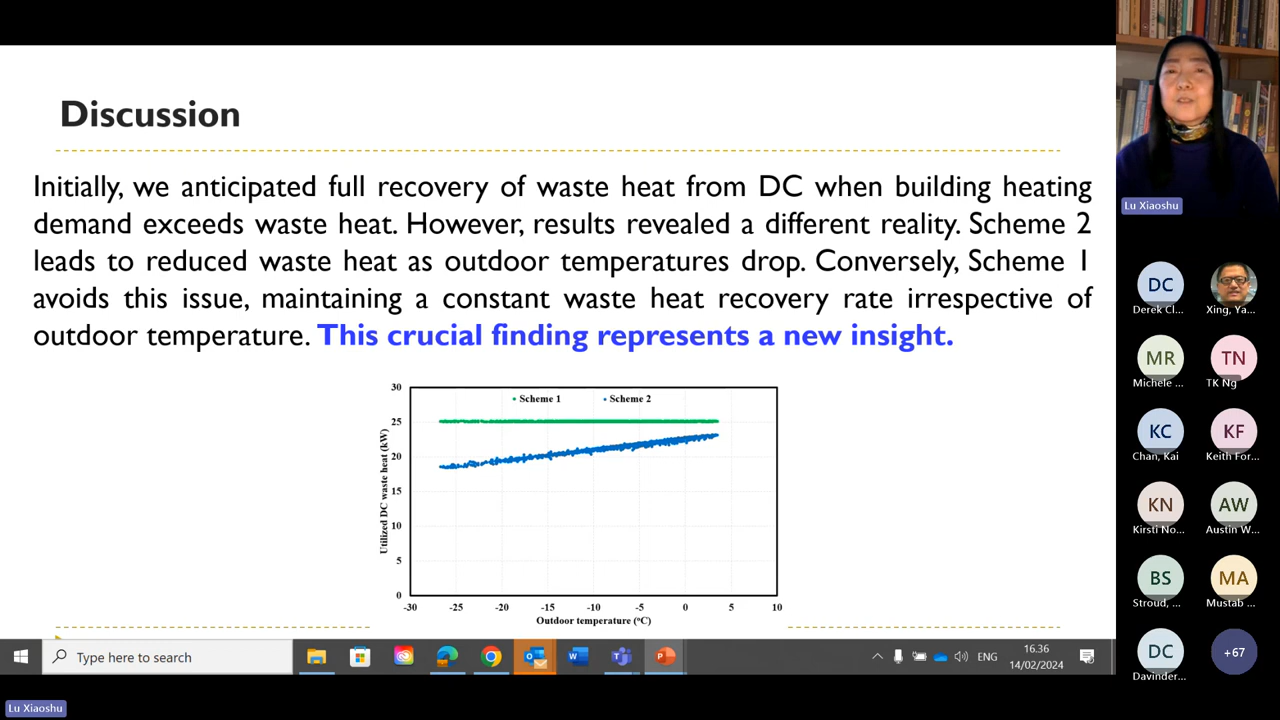 Discussion
Initially, we anticipated full recovery of waste heat from DC when building heating
demand exceeds waste heat. However, results revealed a different reality. Scheme 2
leads to reduced waste heat as outdoor temperatures drop. Conversely, Scheme 1
avoids this issue, maintaining a constant waste heat recovery rate irrespective of
outdoor temperature. This crucial finding represents a new insight.
Utilized DC waste heat (kW)
30
25
20
15
10
5
0
Scheme 1
Scheme 2
-30 -25 -20 -15 -10 -5 0 5 10
Outdoor temperature (°C)
Type here to search
ENG
16.36
14/02/2024
Lu Xiaoshu
Lu Xiaoshu
DC
Derek Cl...
Xing, Ya...
MR
Michele ...
TN
TK Ng
KC
Chan, Kai
KF
Keith For...
KN
Kirsti No...
AW
Austin W...
BS
Stroud, ...
MA
Mustab ...
DC
Davinder...
+67